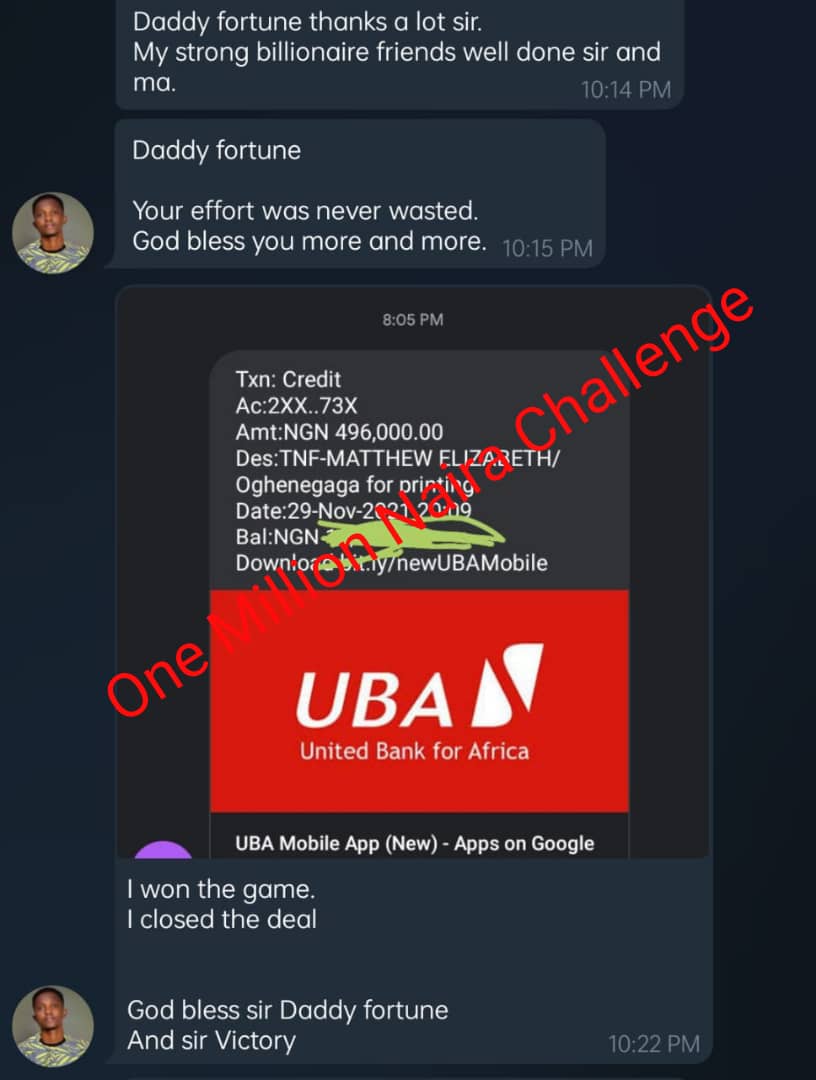 Daddy fortune thanks a lot sir.
My strong billionaire friends well done sir and
ma.
10:14 PM
Daddy fortune
Your effort was never wasted.
God bless you more and more.
10:15 PM
8:05 PM
Txn: Credit
Ac:2XX..73X
Amt:NGN 496,000.00
Des:TNF-MATTHEW ELIZABETH/
Oghenegaga for printing
Date:29-Nov-2021 20:09
Bal:NGN
Download bit.ly/newUBAMobile
One Million Naira Challenge
UBA
United Bank for Africa
UBA Mobile App (New) - Apps on Google
I won the game.
I closed the deal
God bless sir Daddy fortune
And sir Victory
10:22 PM